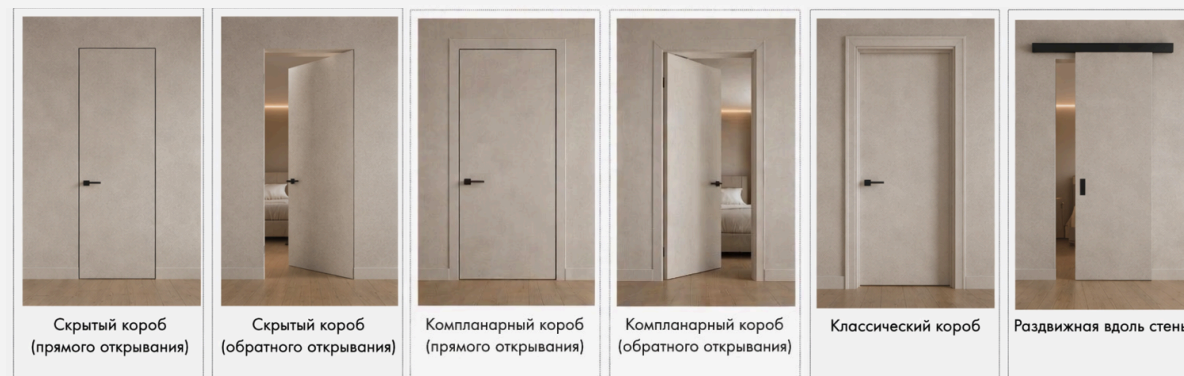 Скрытый короб
(прямого открывания)
Скрытый короб
(обратного открывания)
Компланарный короб
(прямого открывания)
Компланарный короб
(обратного открывания)
Классический короб
Раздвижная вдоль стены